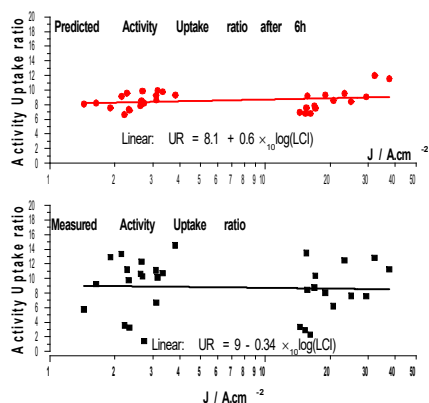 Predicted Activity Uptake ratio after 6h
Activity Uptake ratio
20
18
16
14
12
10
8
6
4
2
0
Linear: UR = 8.1 + 0.6 ×10log(LCI)
J / A.cm -2
1 2 3 4 5 6 7 8 9 10 20 30 40 50
Measured Activity Uptake ratio
Activity Uptake ratio
20
18
16
14
12
10
8
6
4
2
0
Linear: UR = 9 - 0.34 ×10log(LCI)
1 2 3 4 5 6 7 8 9 10 20 30 40 50
J / A.cm -2